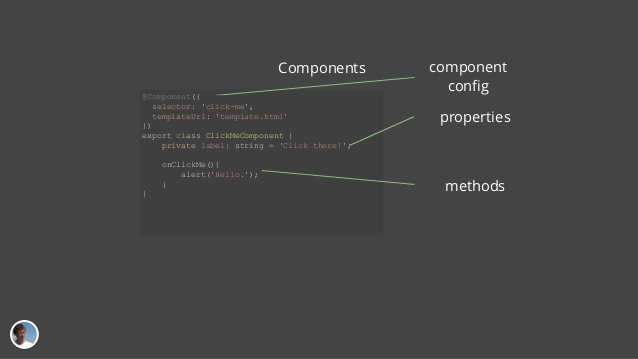 Components
component
config
properties
methods
@Component({
selector: 'click-me',
templateUrl: 'template.html'
})
export class ClickMeComponent {
private label: string = 'Click there!';
onClickMe(){
alert('Hello.');
}
}